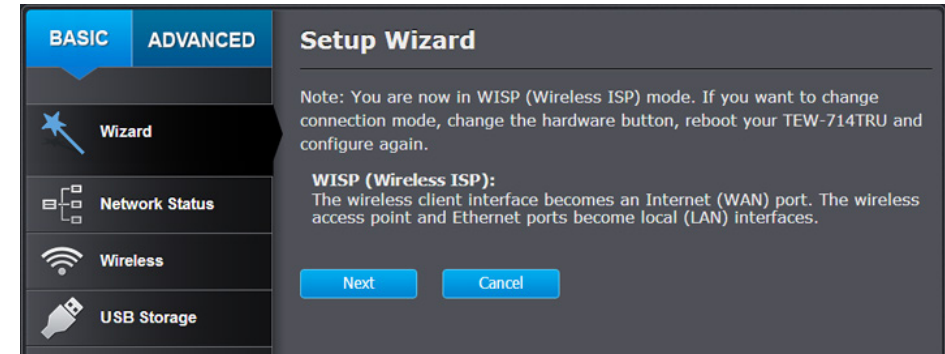 BASIC
ADVANCED
Wizard
Network Status
Wireless
USB Storage
Setup Wizard
Note: You are now in WISP (Wireless ISP) mode. If you want to change
connection mode, change the hardware button, reboot your TEW-714TRU and
configure again.
WISP (Wireless ISP):
The wireless client interface becomes an Internet (WAN) port. The wireless
access point and Ethernet ports become local (LAN) interfaces.
Next
Cancel